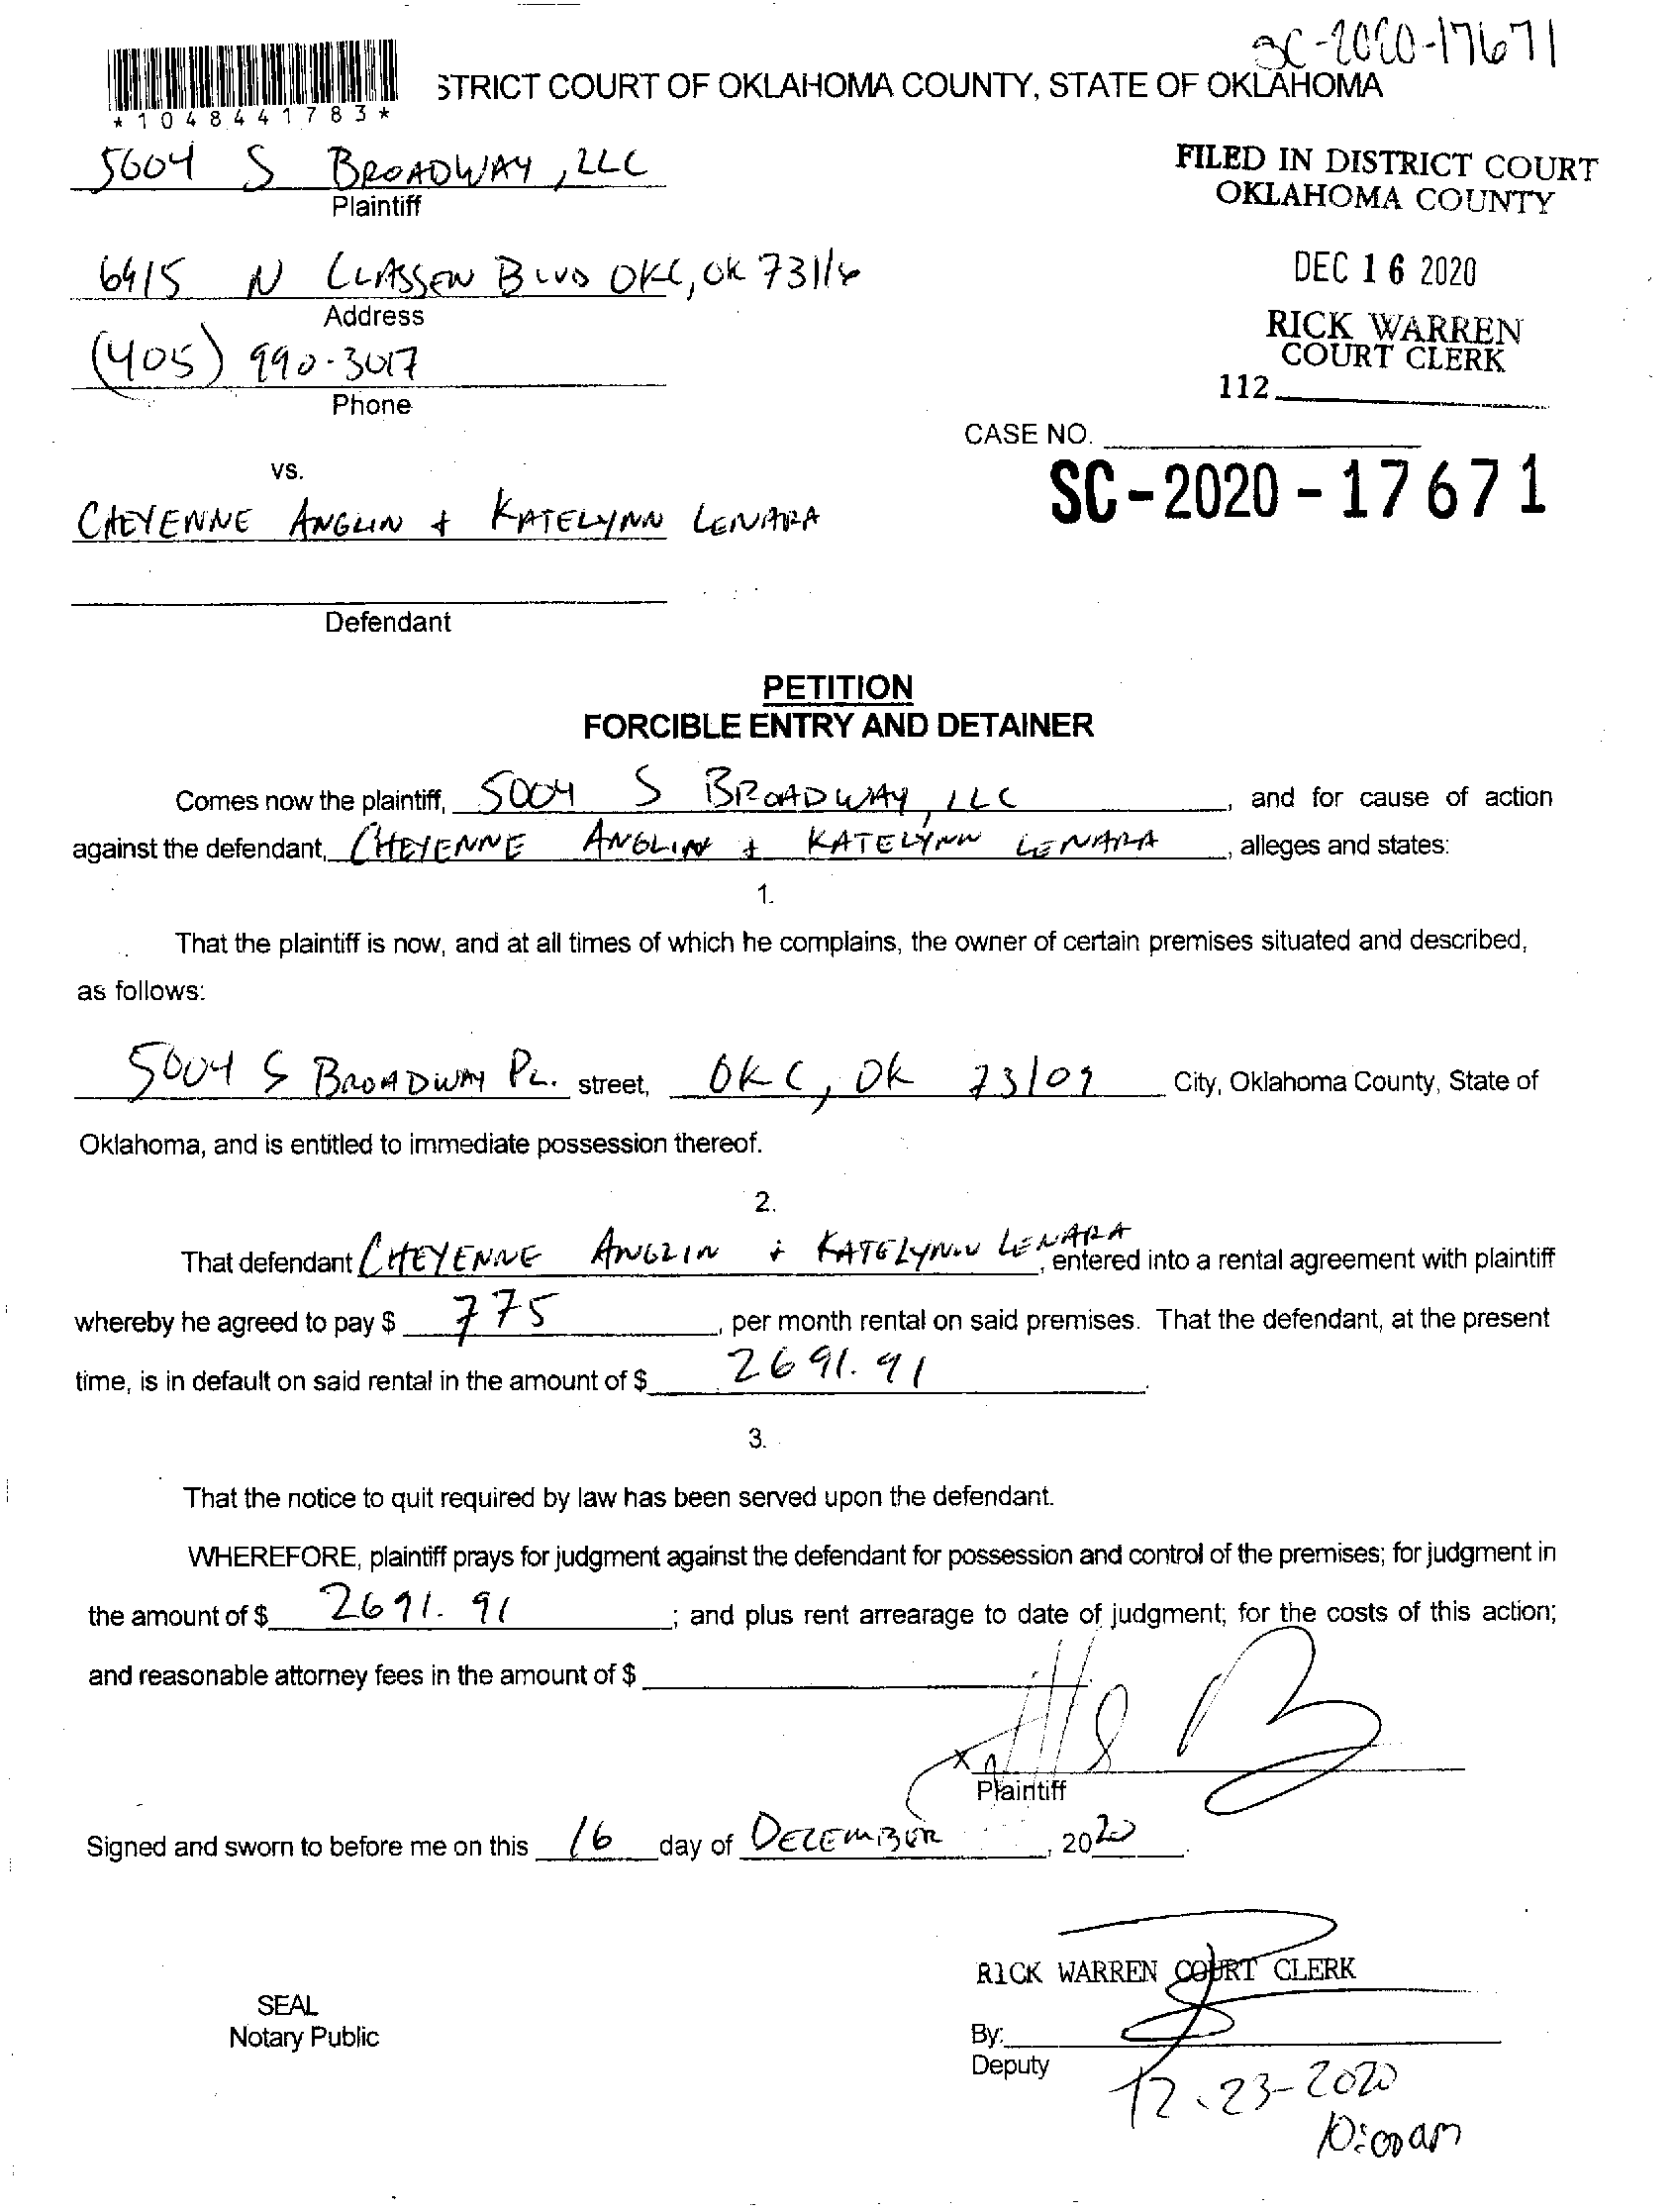 SC-2020-17671
*1048441783*
STRICT COURT OF OKLAHOMA COUNTY, STATE OF OKLAHOMA
5004 S BROADWAY, LLC
Plaintiff
FILED IN DISTRICT COURT
OKLAHOMA COUNTY
6415 N CLASSEN BLVD OKC, OK 73116
Address
DEC 16 2020
(405) 990-3017
Phone
RICK WARREN
COURT CLERK
112
CASE NO.
SC-2020-17671
vs.
CHEYENNE ANGLIN + KATELYNN LENARA
Defendant
PETITION
FORCIBLE ENTRY AND DETAINER
Comes now the plaintiff, 5004 S BROADWAY, LLC, and for cause of action
against the defendant, CHEYENNE ANGLIN + KATELYNN LENARA, alleges and states:
1.
That the plaintiff is now, and at all times of which he complains, the owner of certain premises situated and described,
as follows:
5004 S BROADWAY PL. street, OKC, OK 73109 City, Oklahoma County, State of
Oklahoma, and is entitled to immediate possession thereof.
2.
That defendant CHEYENNE ANGLIN + KATELYNN LENARA, entered into a rental agreement with plaintiff
whereby he agreed to pay $ 775, per month rental on said premises. That the defendant, at the present
time, is in default on said rental in the amount of $ 2691.91.
3.
That the notice to quit required by law has been served upon the defendant.
WHEREFORE, plaintiff prays for judgment against the defendant for possession and control of the premises; for judgment in
the amount of $ 2691.91; and plus rent arrearage to date of judgment; for the costs of this action;
and reasonable attorney fees in the amount of $
X
Plaintiff
Signed and sworn to before me on this 16 day of DECEMBER, 2020.
RICK WARREN COURT CLERK
SEAL
Notary Public
By:
Deputy
12-23-2020
10:00am